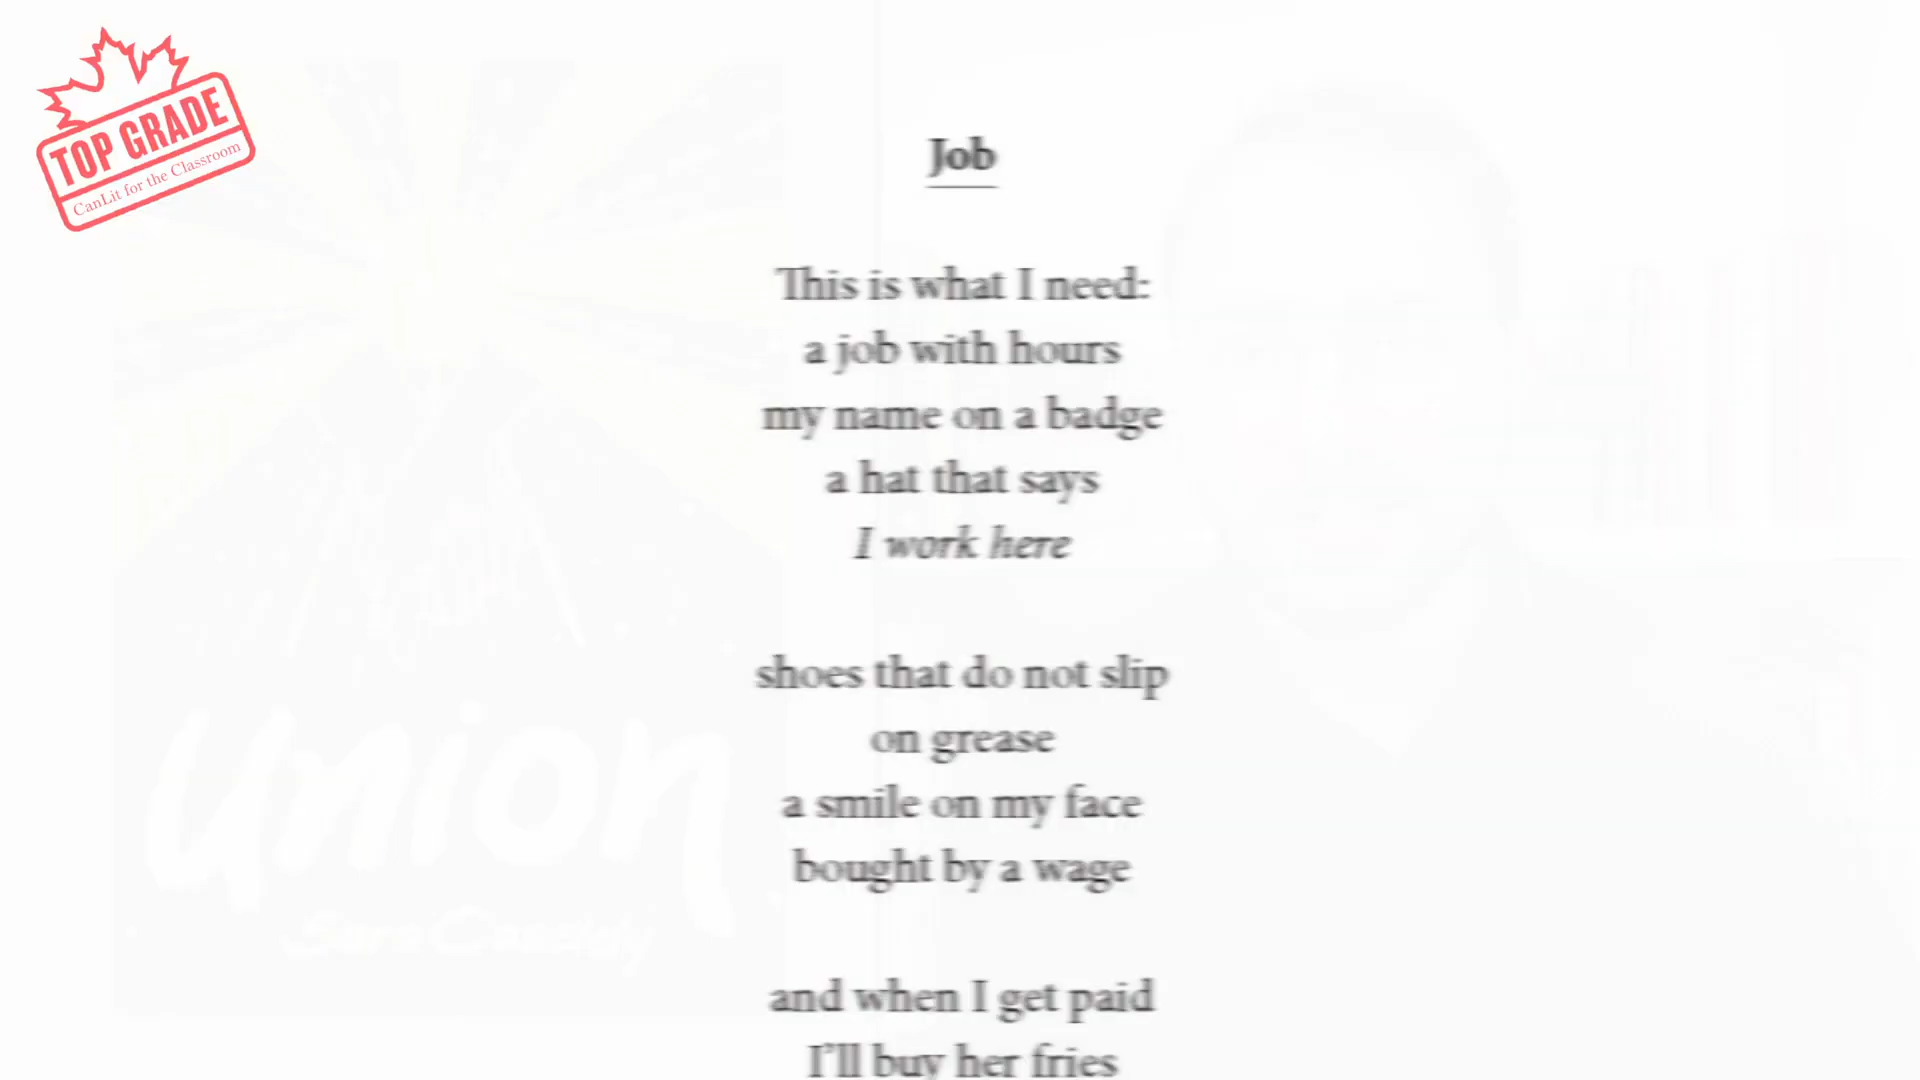 TOP GRADE
CanLit for the Classroom
Job
This is what I need:
a job with hours
my name on a badge
a hat that says
I work here
shoes that do not slip
on grease
a smile on my face
bought by a wage
and when I get paid
I'll buy her fries
Union
Sara Cassidy